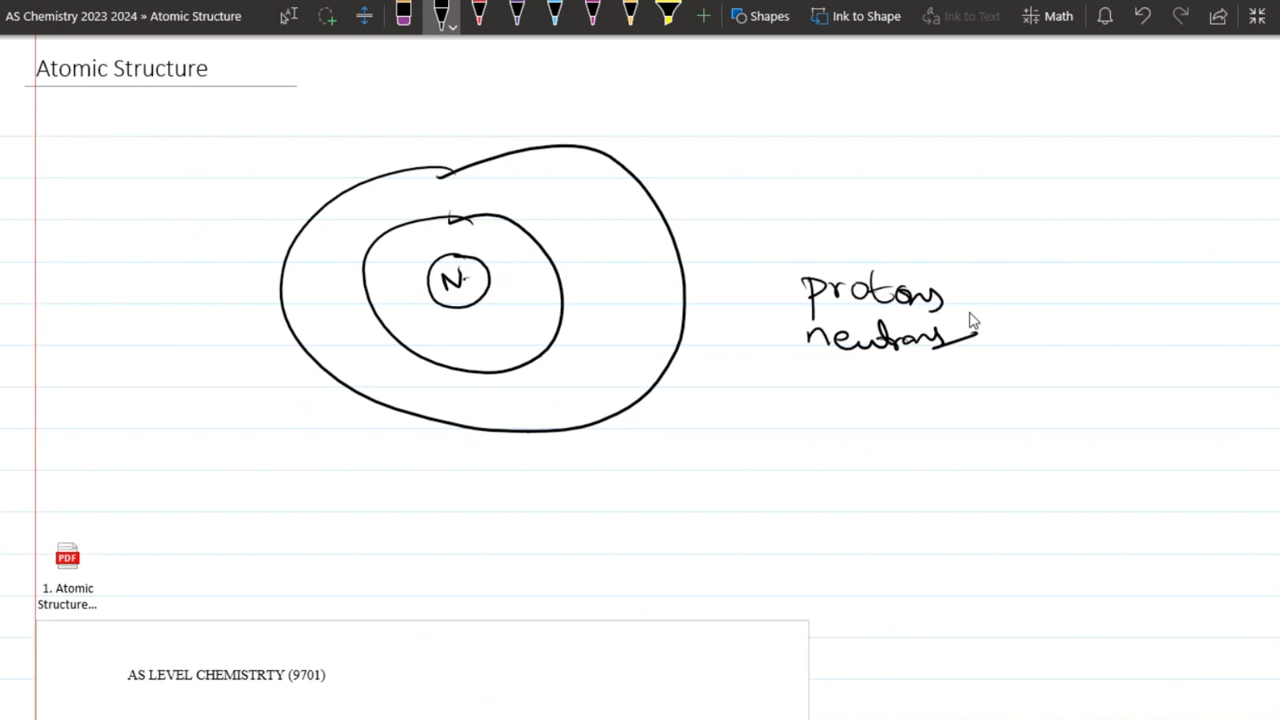 AS Chemistry 2023 2024 » Atomic Structure
Shapes
Ink to Shape
Ink to Text
Math
Atomic Structure
N
protons
neutrons
PDF
1. Atomic
Structure...
AS LEVEL CHEMISTRTY (9701)